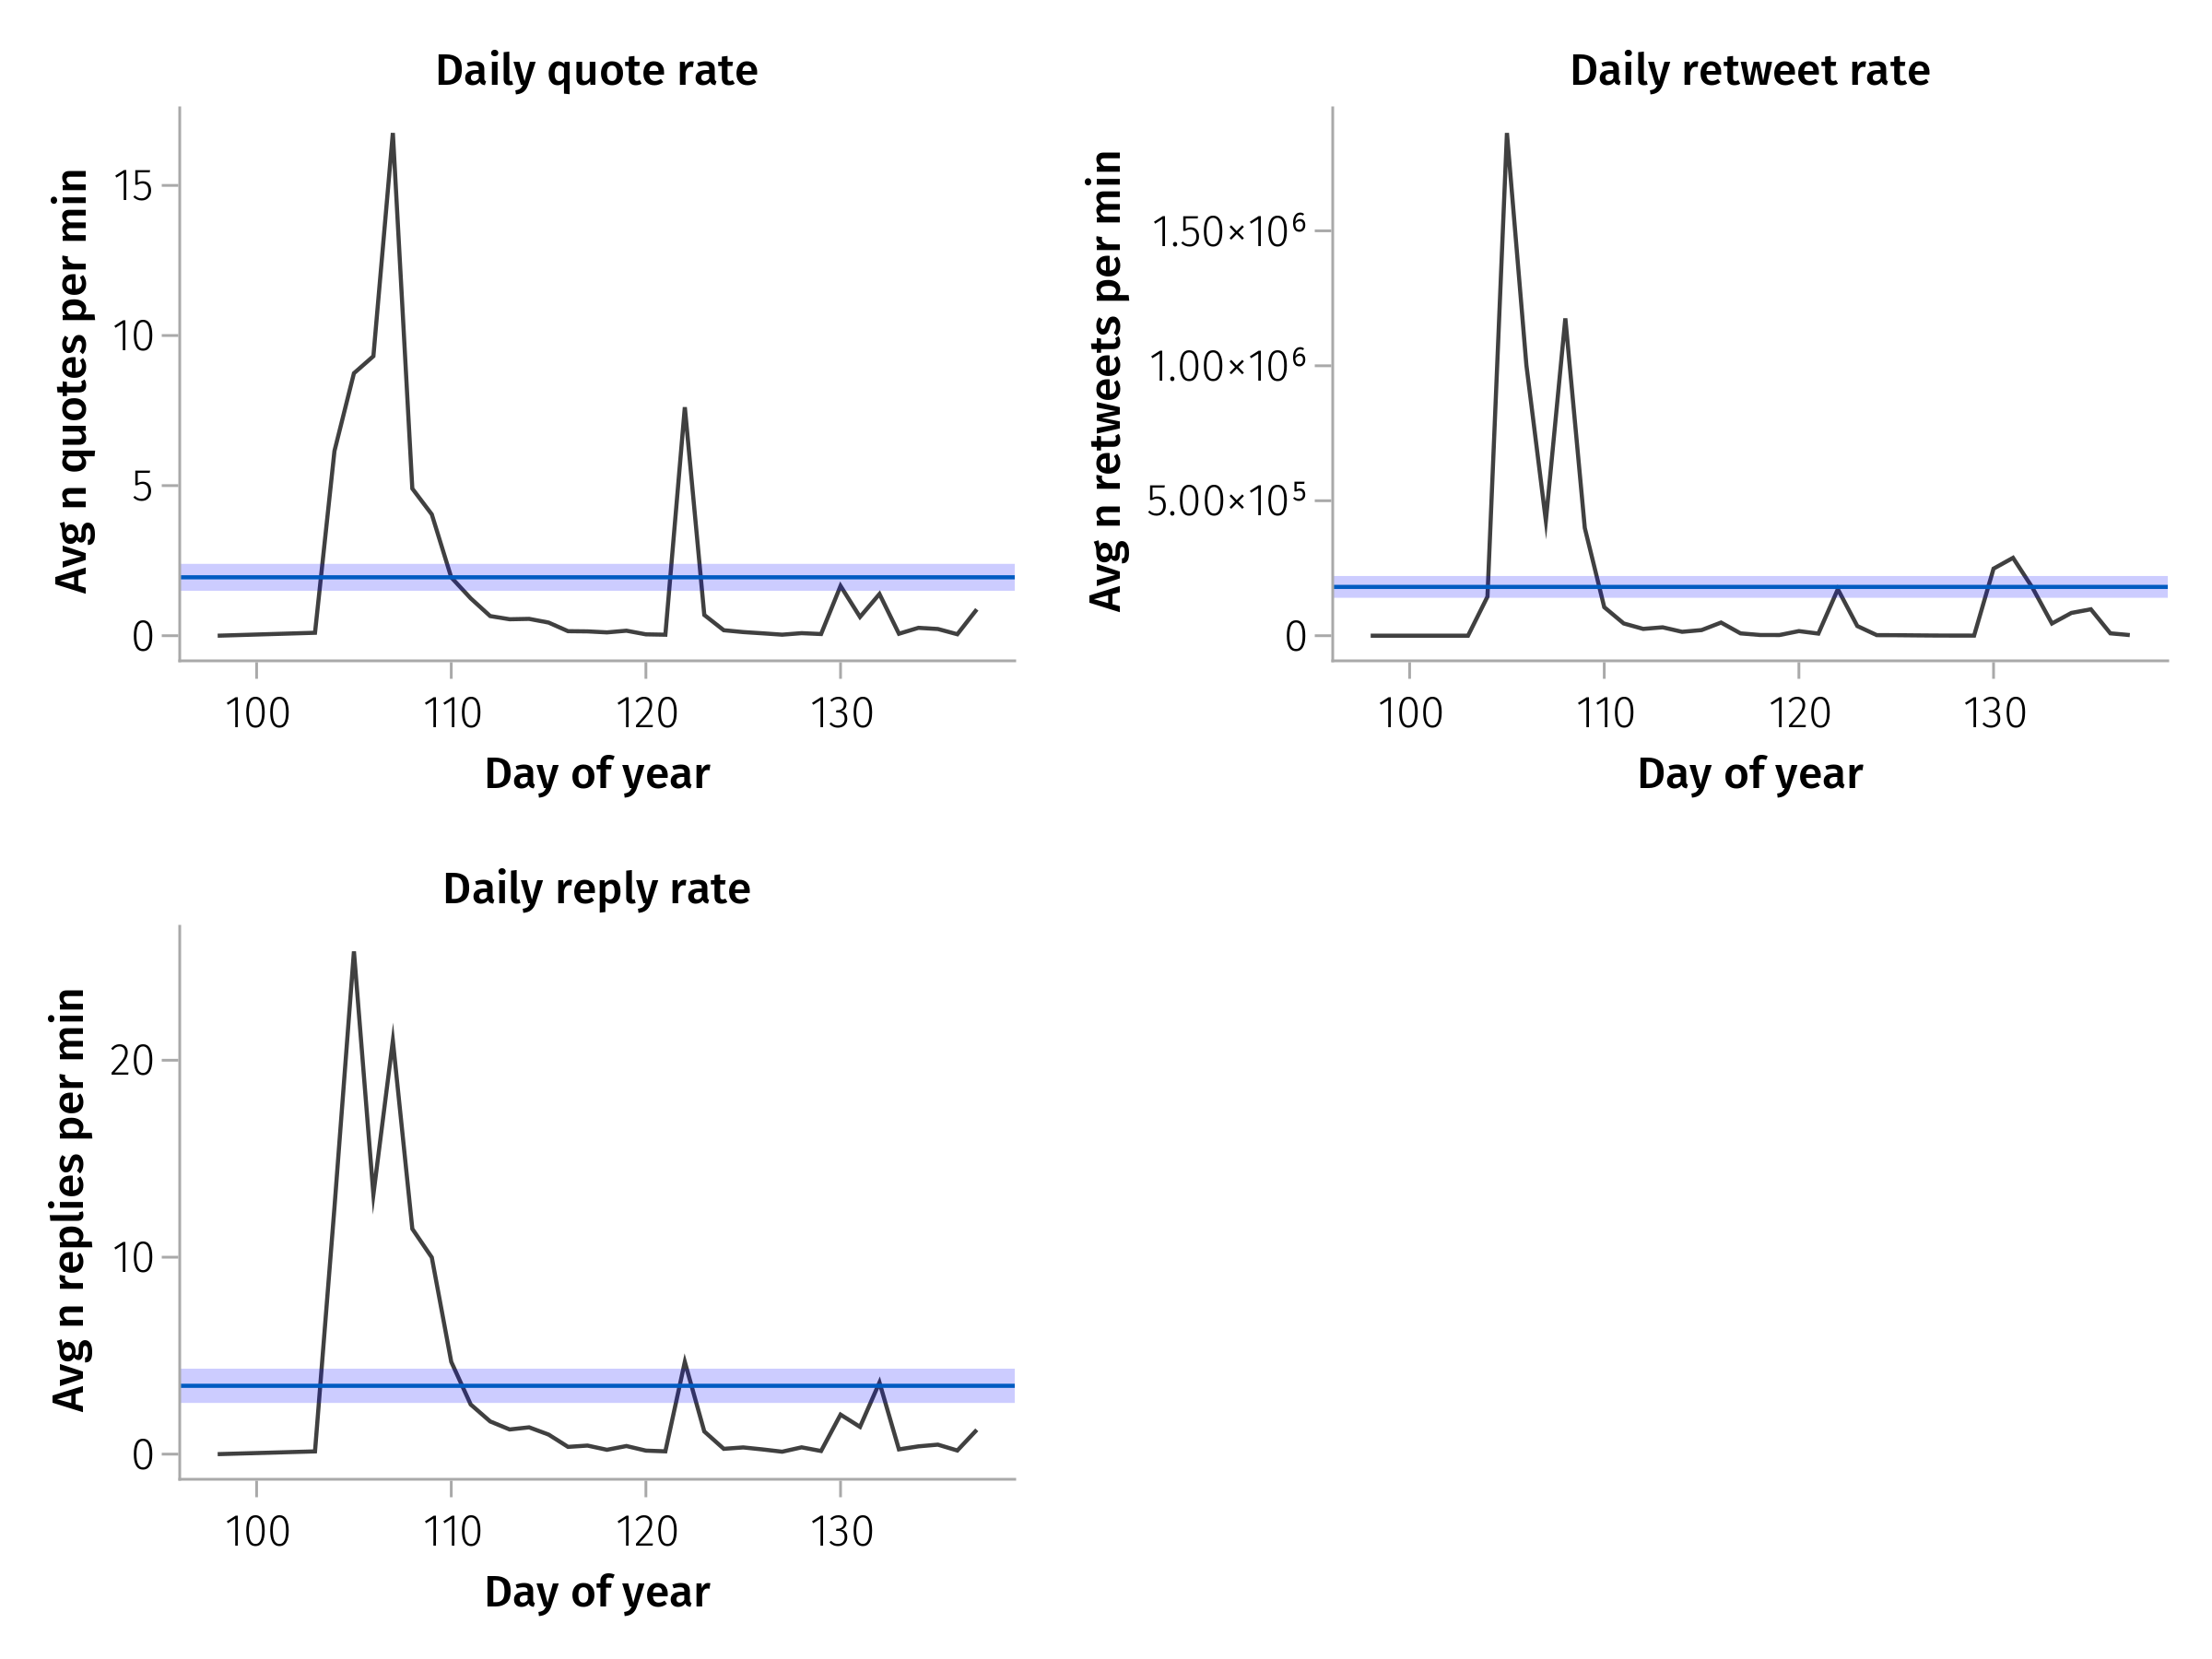 Daily quote rate
Avg n quotes per min
15
10
5
0
100 110 120 130
Day of year
Daily retweet rate
Avg n retweets per min
1.50×10⁶
1.00×10⁶
5.00×10⁵
0
100 110 120 130
Day of year
Daily reply rate
Avg n replies per min
20
10
0
100 110 120 130
Day of year